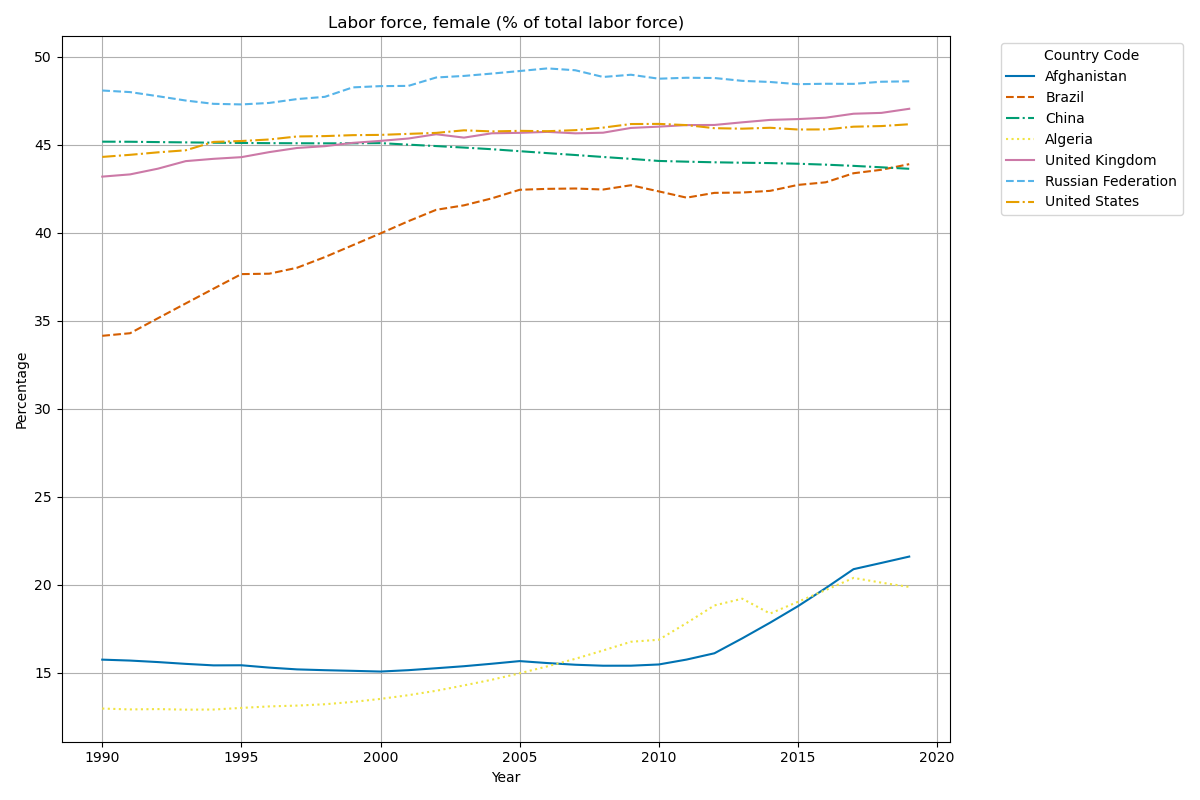 Labor force, female (% of total labor force)
Country Code
Afghanistan
Brazil
China
Algeria
United Kingdom
Russian Federation
United States
Percentage
50
45
40
35
30
25
20
15
1990 1995 2000 2005 2010 2015 2020
Year